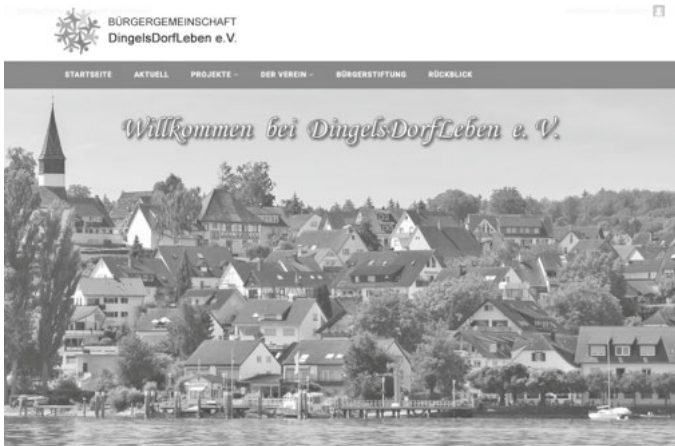 BÜRGERGEMEINSCHAFT
DingelsDorfLeben e.V.
STARTSEITE AKTUELL PROJEKTE DER VEREIN BÜRGERSTIFTUNG RÜCKBLICK
Willkommen bei DingelsDorfLeben e. V.